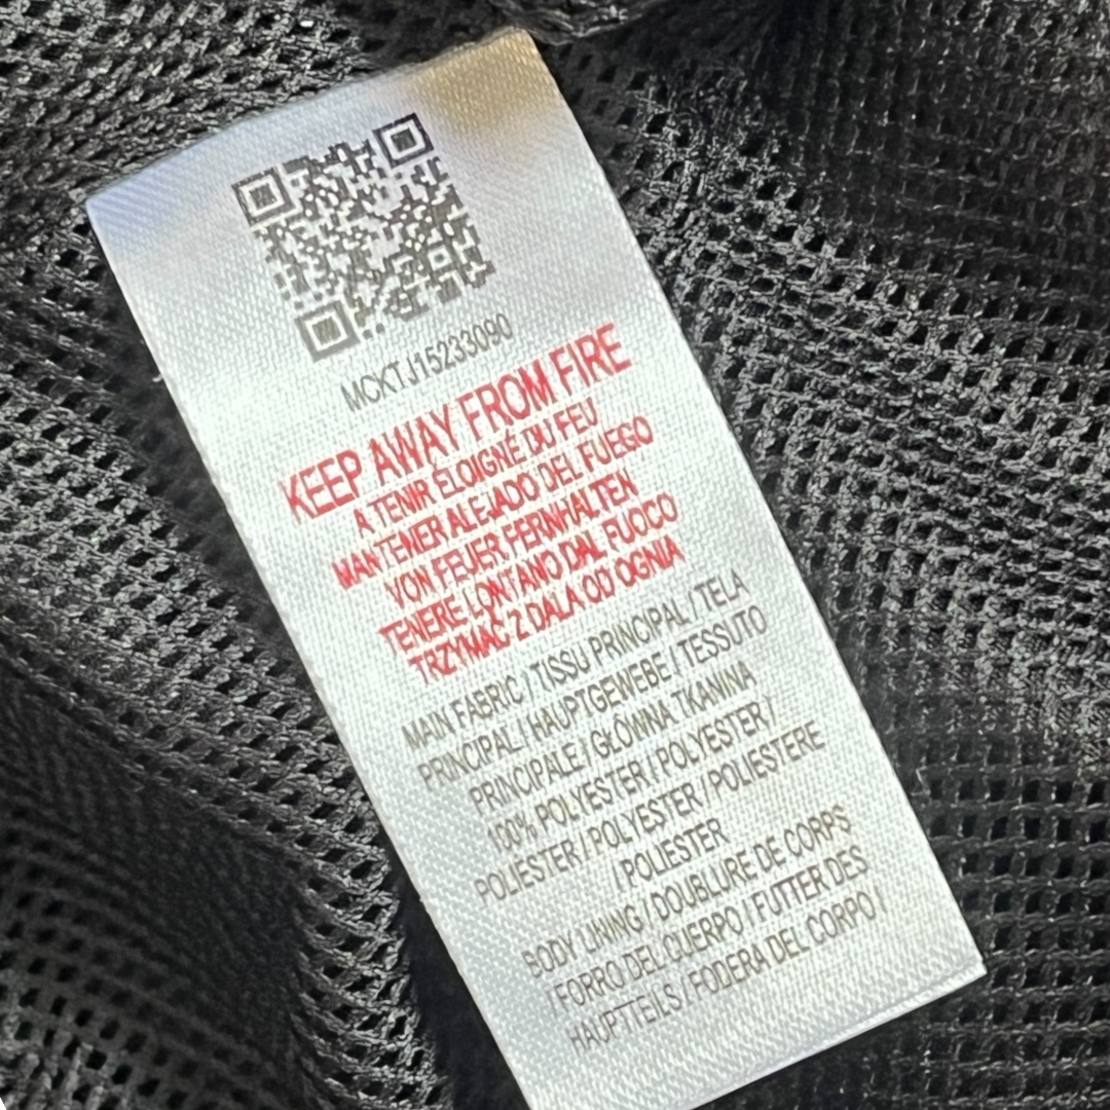 MCKTJ15233090
KEEP AWAY FROM FIRE
A TENIR ÉLOIGNÉ DU FEU
MANTENER ALEJADO DEL FUEGO
VON FEUER FERNHALTEN
TENERE LONTANO DAL FUOCO
TRZYMAĆ Z DALA OD OGNIA
MAIN FABRIC / TISSU PRINCIPAL / TELA
PRINCIPAL / HAUPTGEWEBE / TESSUTO
PRINCIPALE / GŁÓWNA TKANINA
100% POLYESTER / POLYESTER /
POLIÉSTER / POLYESTER / POLIESTERE
/ POLIESTER
BODY LINING / DOUBLURE DE CORPS
/ FORRO DEL CUERPO / FUTTER DES
HAUPTTEILS / FODERA DEL CORPO /